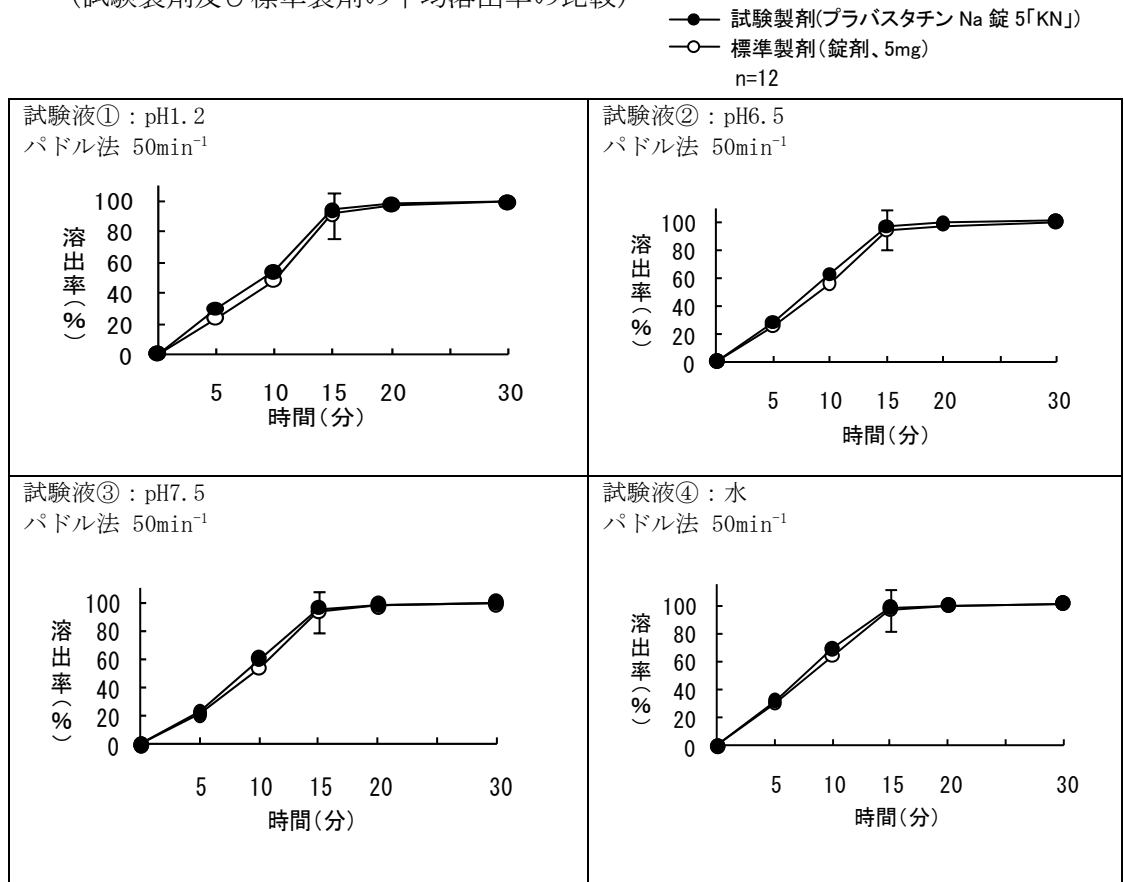 (試験製剤及び標準製剤の平均溶出率の比較)
試験製剤(プラバスタチン Na 錠 5「KN」)
標準製剤(錠剤、5mg)
n=12
試験液①：pH1.2
パドル法 50min⁻¹
溶出率(%)
100
80
60
40
20
0
5 10 15 20 30
時間(分)
試験液②：pH6.5
パドル法 50min⁻¹
溶出率(%)
100
80
60
40
20
0
5 10 15 20 30
時間(分)
試験液③：pH7.5
パドル法 50min⁻¹
溶出率(%)
100
80
60
40
20
0
5 10 15 20 30
時間(分)
試験液④：水
パドル法 50min⁻¹
溶出率(%)
100
80
60
40
20
0
5 10 15 20 30
時間(分)